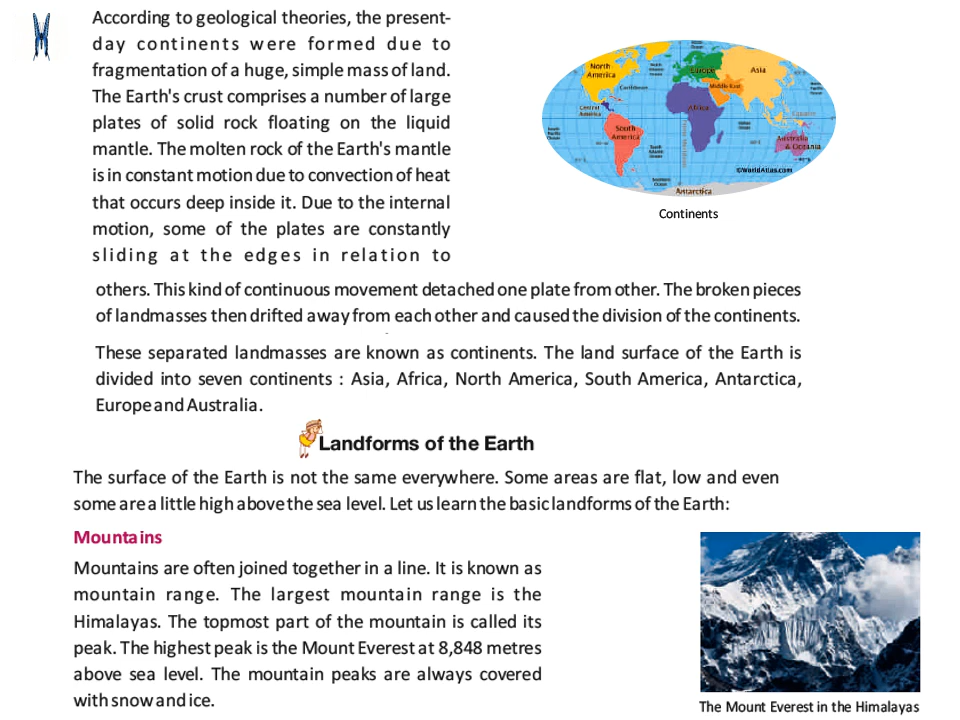 According to geological theories, the present-
day continents were formed due to
fragmentation of a huge, simple mass of land.
The Earth's crust comprises a number of large
plates of solid rock floating on the liquid
mantle. The molten rock of the Earth's mantle
is in constant motion due to convection of heat
that occurs deep inside it. Due to the internal
motion, some of the plates are constantly
sliding at the edges in relation to
others. This kind of continuous movement detached one plate from other. The broken pieces
of landmasses then drifted away from each other and caused the division of the continents.
These separated landmasses are known as continents. The land surface of the Earth is
divided into seven continents : Asia, Africa, North America, South America, Antarctica,
Europe and Australia.
North
America
Europe
Asia
Middle East
Caribbean
Central
America
Africa
South
America
Australia
& Oceania
©WorldAtlas.com
Antarctica
Continents
Landforms of the Earth
The surface of the Earth is not the same everywhere. Some areas are flat, low and even
some are a little high above the sea level. Let us learn the basic landforms of the Earth:
Mountains
Mountains are often joined together in a line. It is known as
mountain range. The largest mountain range is the
Himalayas. The topmost part of the mountain is called its
peak. The highest peak is the Mount Everest at 8,848 metres
above sea level. The mountain peaks are always covered
with snow and ice.
The Mount Everest in the Himalayas